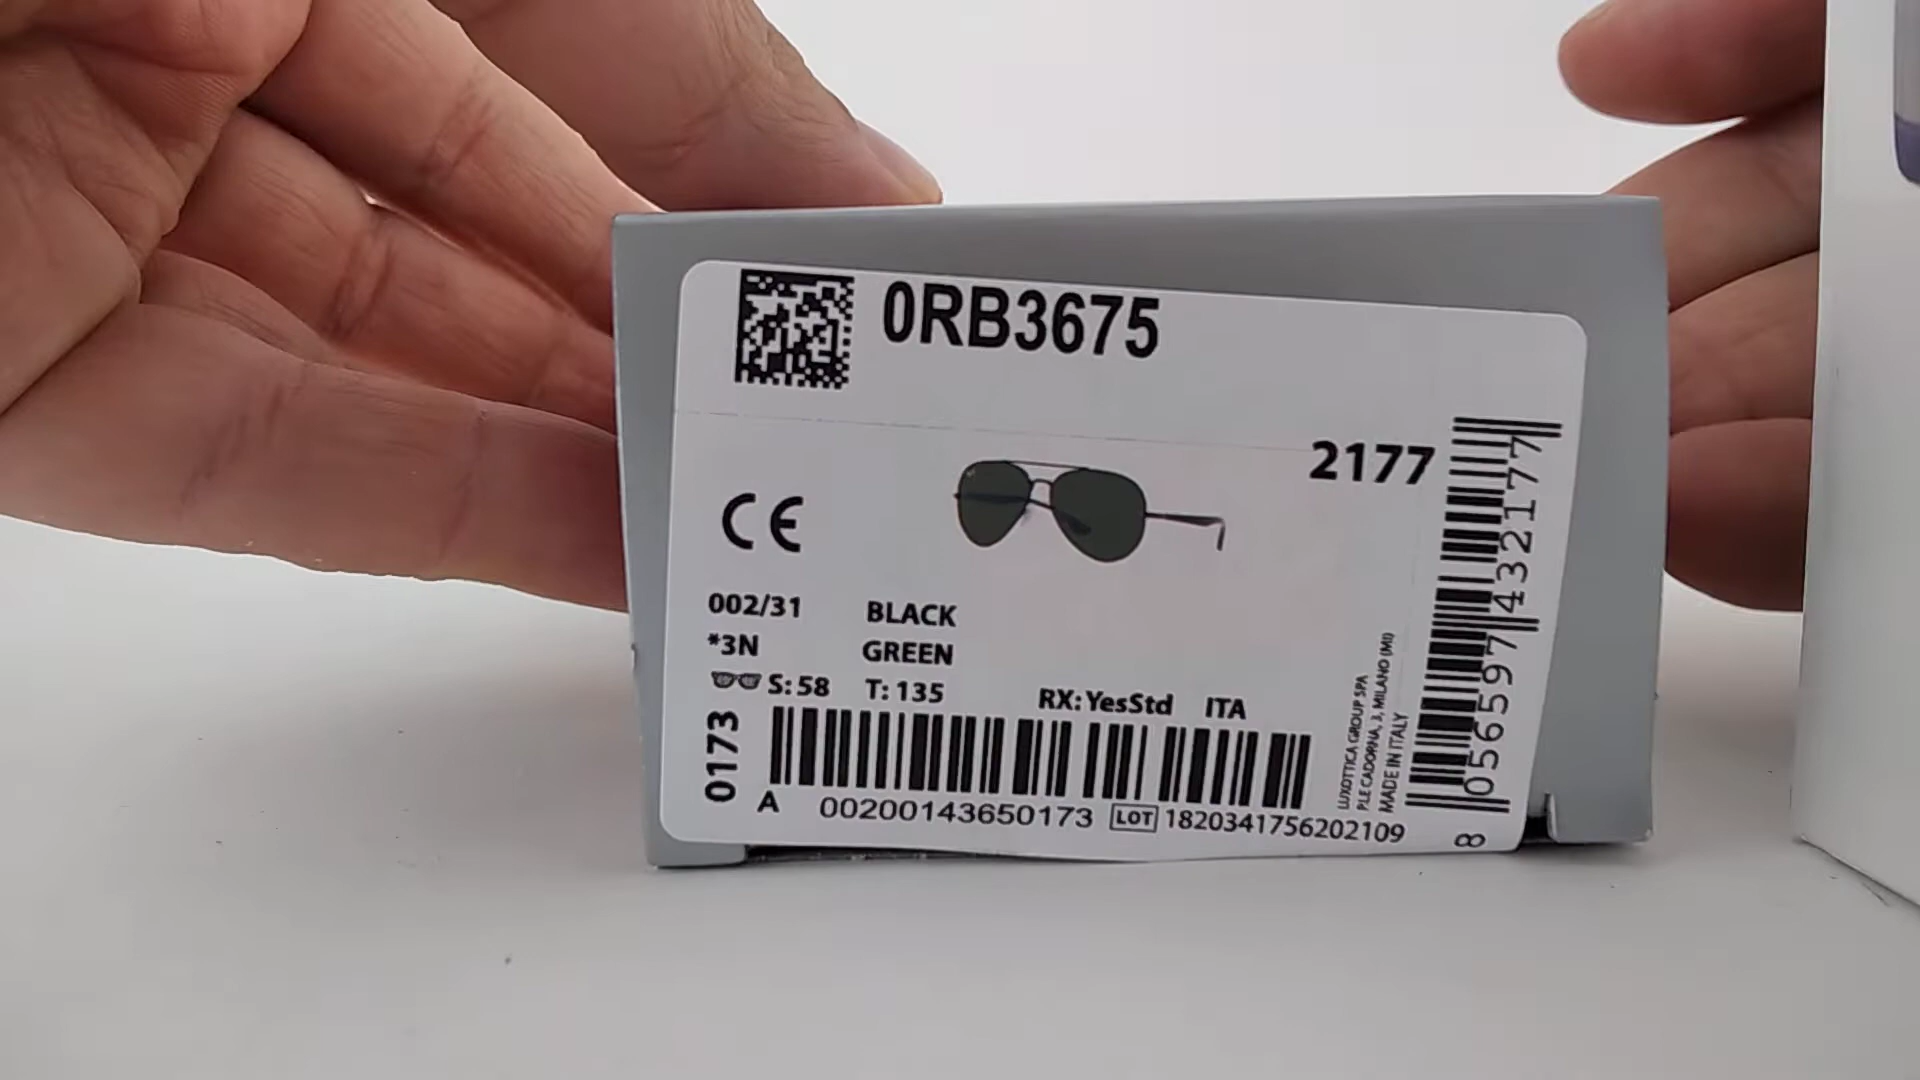 0RB3675
2177
CE
002/31 BLACK
*3N GREEN
S: 58 T: 135 RX: YesStd ITA
0173
A 00200143650173 LOT 1820341756202109
LUXOTTICA GROUP SPA
P.LE CADORNA, 3, MILANO (MI)
MADE IN ITALY
8 056597 432177